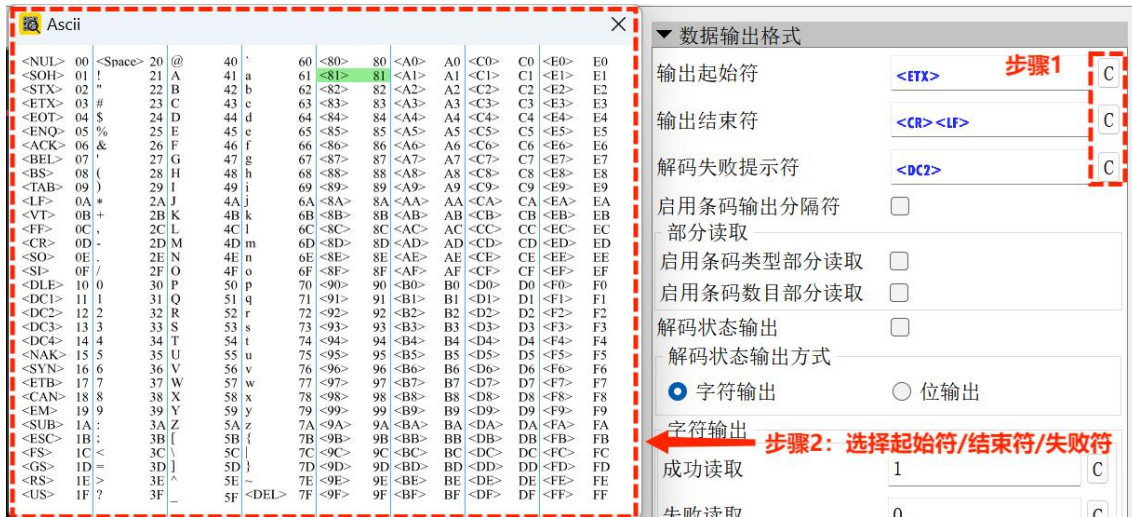 Ascii
<NUL> 00 <Space> 20 @ 40 ` 60 <80> 80 <A0> A0 <C0> C0 <E0> E0
<SOH> 01 ! 21 A 41 a 61 <81> 81 <A1> A1 <C1> C1 <E1> E1
<STX> 02 " 22 B 42 b 62 <82> 82 <A2> A2 <C2> C2 <E2> E2
<ETX> 03 # 23 C 43 c 63 <83> 83 <A3> A3 <C3> C3 <E3> E3
<EOT> 04 $ 24 D 44 d 64 <84> 84 <A4> A4 <C4> C4 <E4> E4
<ENQ> 05 % 25 E 45 e 65 <85> 85 <A5> A5 <C5> C5 <E5> E5
<ACK> 06 & 26 F 46 f 66 <86> 86 <A6> A6 <C6> C6 <E6> E6
<BEL> 07 ' 27 G 47 g 67 <87> 87 <A7> A7 <C7> C7 <E7> E7
<BS> 08 ( 28 H 48 h 68 <88> 88 <A8> A8 <C8> C8 <E8> E8
<TAB> 09 ) 29 I 49 i 69 <89> 89 <A9> A9 <C9> C9 <E9> E9
<LF> 0A * 2A J 4A j 6A <8A> 8A <AA> AA <CA> CA <EA> EA
<VT> 0B + 2B K 4B k 6B <8B> 8B <AB> AB <CB> CB <EB> EB
<FF> 0C , 2C L 4C l 6C <8C> 8C <AC> AC <CC> CC <EC> EC
<CR> 0D - 2D M 4D m 6D <8D> 8D <AD> AD <CD> CD <ED> ED
<SO> 0E . 2E N 4E n 6E <8E> 8E <AE> AE <CE> CE <EE> EE
<SI> 0F / 2F O 4F o 6F <8F> 8F <AF> AF <CF> CF <EF> EF
<DLE> 10 0 30 P 50 p 70 <90> 90 <B0> B0 <D0> D0 <F0> F0
<DC1> 11 1 31 Q 51 q 71 <91> 91 <B1> B1 <D1> D1 <F1> F1
<DC2> 12 2 32 R 52 r 72 <92> 92 <B2> B2 <D2> D2 <F2> F2
<DC3> 13 3 33 S 53 s 73 <93> 93 <B3> B3 <D3> D3 <F3> F3
<DC4> 14 4 34 T 54 t 74 <94> 94 <B4> B4 <D4> D4 <F4> F4
<NAK> 15 5 35 U 55 u 75 <95> 95 <B5> B5 <D5> D5 <F5> F5
<SYN> 16 6 36 V 56 v 76 <96> 96 <B6> B6 <D6> D6 <F6> F6
<ETB> 17 7 37 W 57 w 77 <97> 97 <B7> B7 <D7> D7 <F7> F7
<CAN> 18 8 38 X 58 x 78 <98> 98 <B8> B8 <D8> D8 <F8> F8
<EM> 19 9 39 Y 59 y 79 <99> 99 <B9> B9 <D9> D9 <F9> F9
<SUB> 1A : 3A Z 5A z 7A <9A> 9A <BA> BA <DA> DA <FA> FA
<ESC> 1B ; 3B [ 5B { 7B <9B> 9B <BB> BB <DB> DB <FB> FB
<FS> 1C < 3C \ 5C | 7C <9C> 9C <BC> BC <DC> DC <FC> FC
<GS> 1D = 3D ] 5D } 7D <9D> 9D <BD> BD <DD> DD <FD> FD
<RS> 1E > 3E ^ 5E ~ 7E <9E> 9E <BE> BE <DE> DE <FE> FE
<US> 1F ? 3F _ 5F <DEL> 7F <9F> 9F <BF> BF <DF> DF <FF> FF
数据输出格式
步骤1
输出起始符 <ETX> C
输出结束符 <CR><LF> C
解码失败提示符 <DC2> C
启用条码输出分隔符
部分读取
启用条码类型部分读取
启用条码数目部分读取
解码状态输出
解码状态输出方式
字符输出 位输出
字符输出
步骤2：选择起始符/结束符/失败符
成功读取 1 C
失败读取 0 C